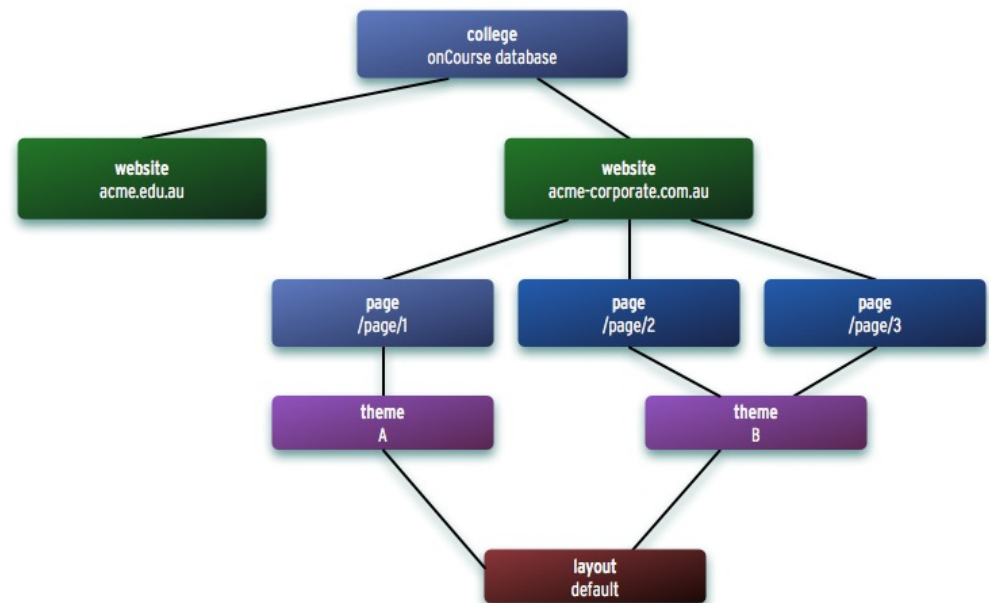 college
onCourse database
website
acme.edu.au
website
acme-corporate.com.au
page
/page/1
page
/page/2
page
/page/3
theme
A
theme
B
layout
default